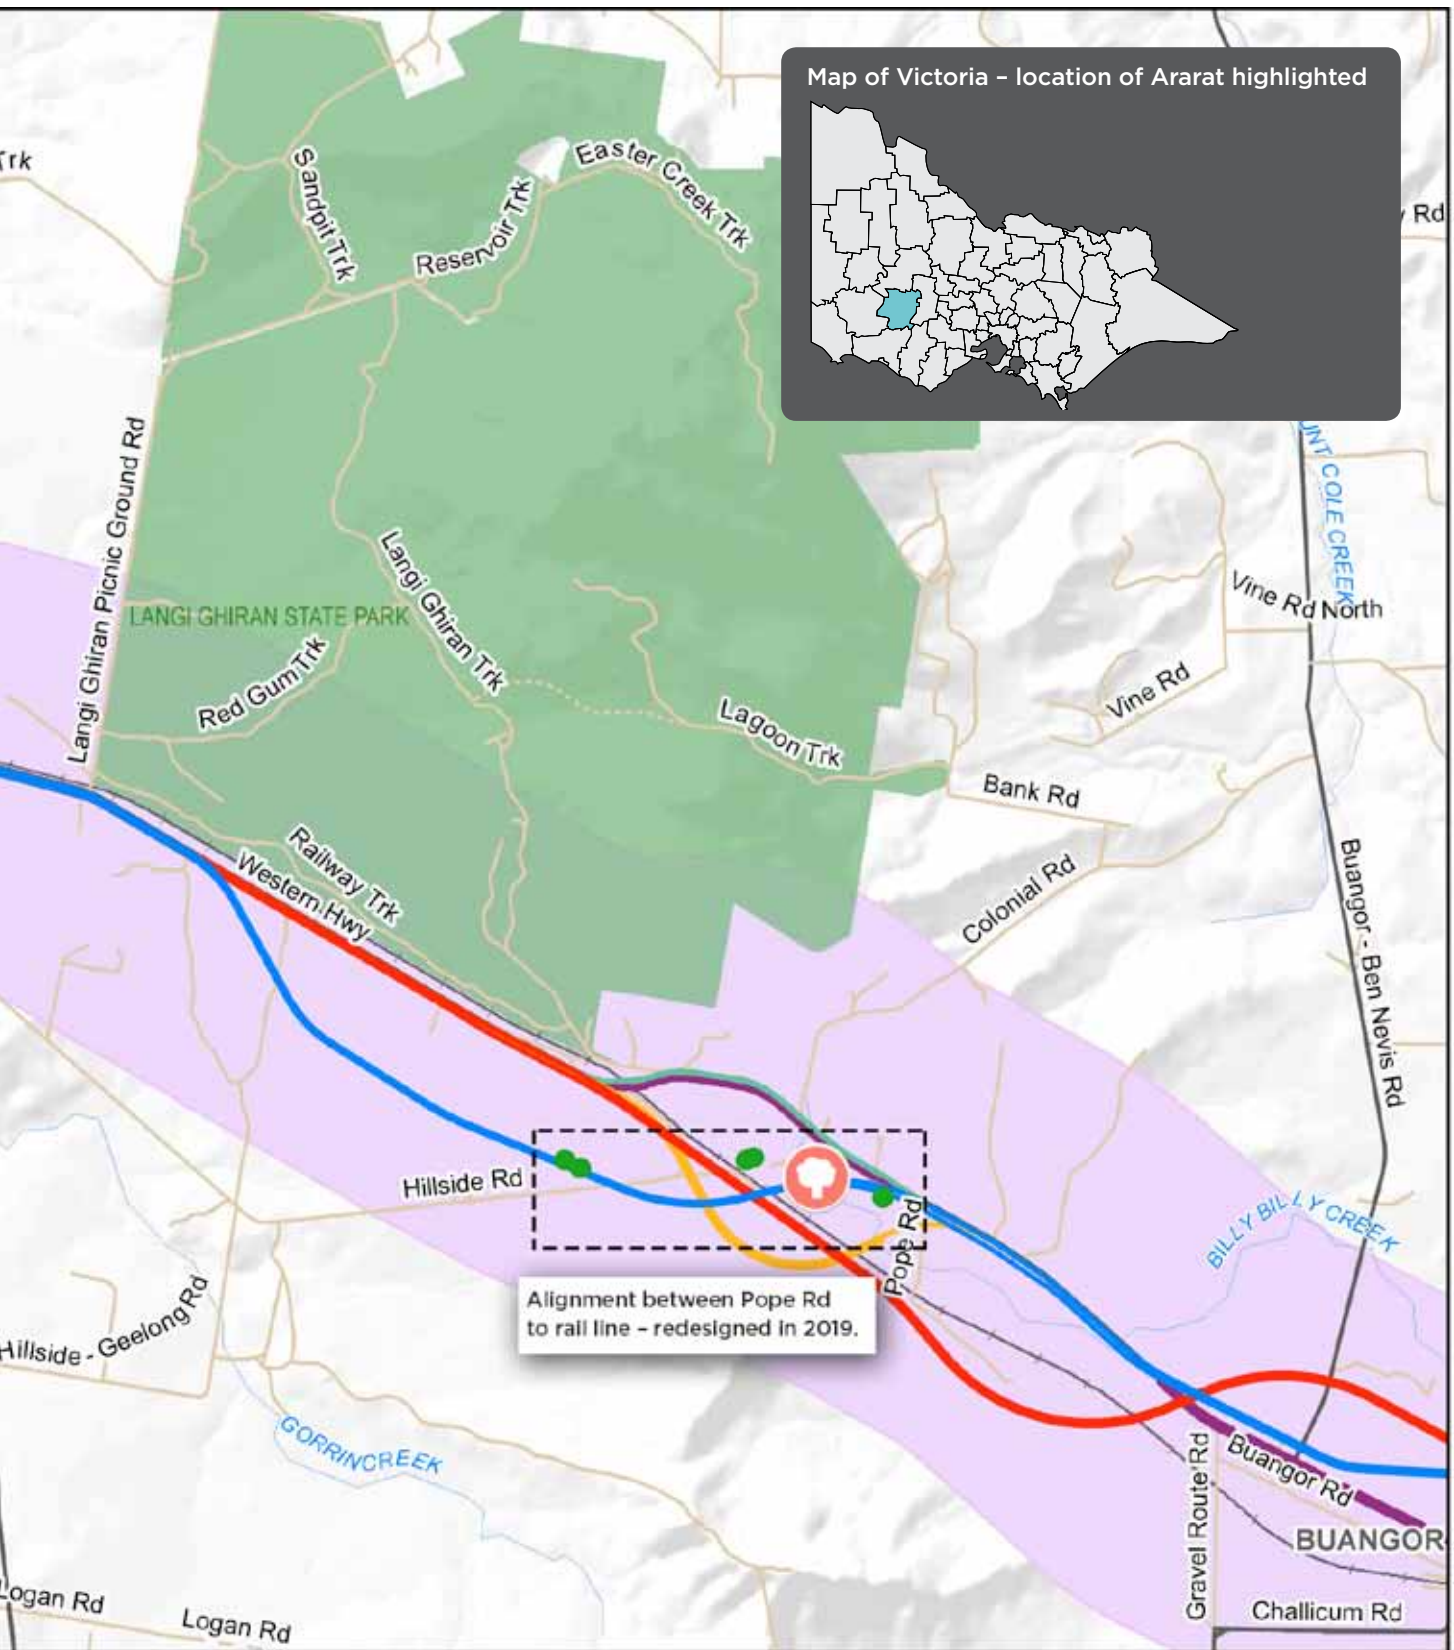 Map of Victoria – location of Ararat highlighted
Trk
Sandpit Trk
Reservoir Trk
Easter Creek Trk
Rd
Langi Ghiran Picnic Ground Rd
LANGI GHIRAN STATE PARK
Langi Ghiran Trk
Red Gum Trk
Lagoon Trk
COLE CREEK
Vine Rd North
Vine Rd
Bank Rd
Colonial Rd
Buangor - Ben Nevis Rd
Railway Trk
Western Hwy
Hillside Rd
Pope Rd
BILLY BILLY CREEK
Alignment between Pope Rd
to rail line – redesigned in 2019.
Hillside - Geelong Rd
GORRINCREEK
Gravel Route Rd
Buangor Rd
BUANGOR
Challicum Rd
Logan Rd
Logan Rd